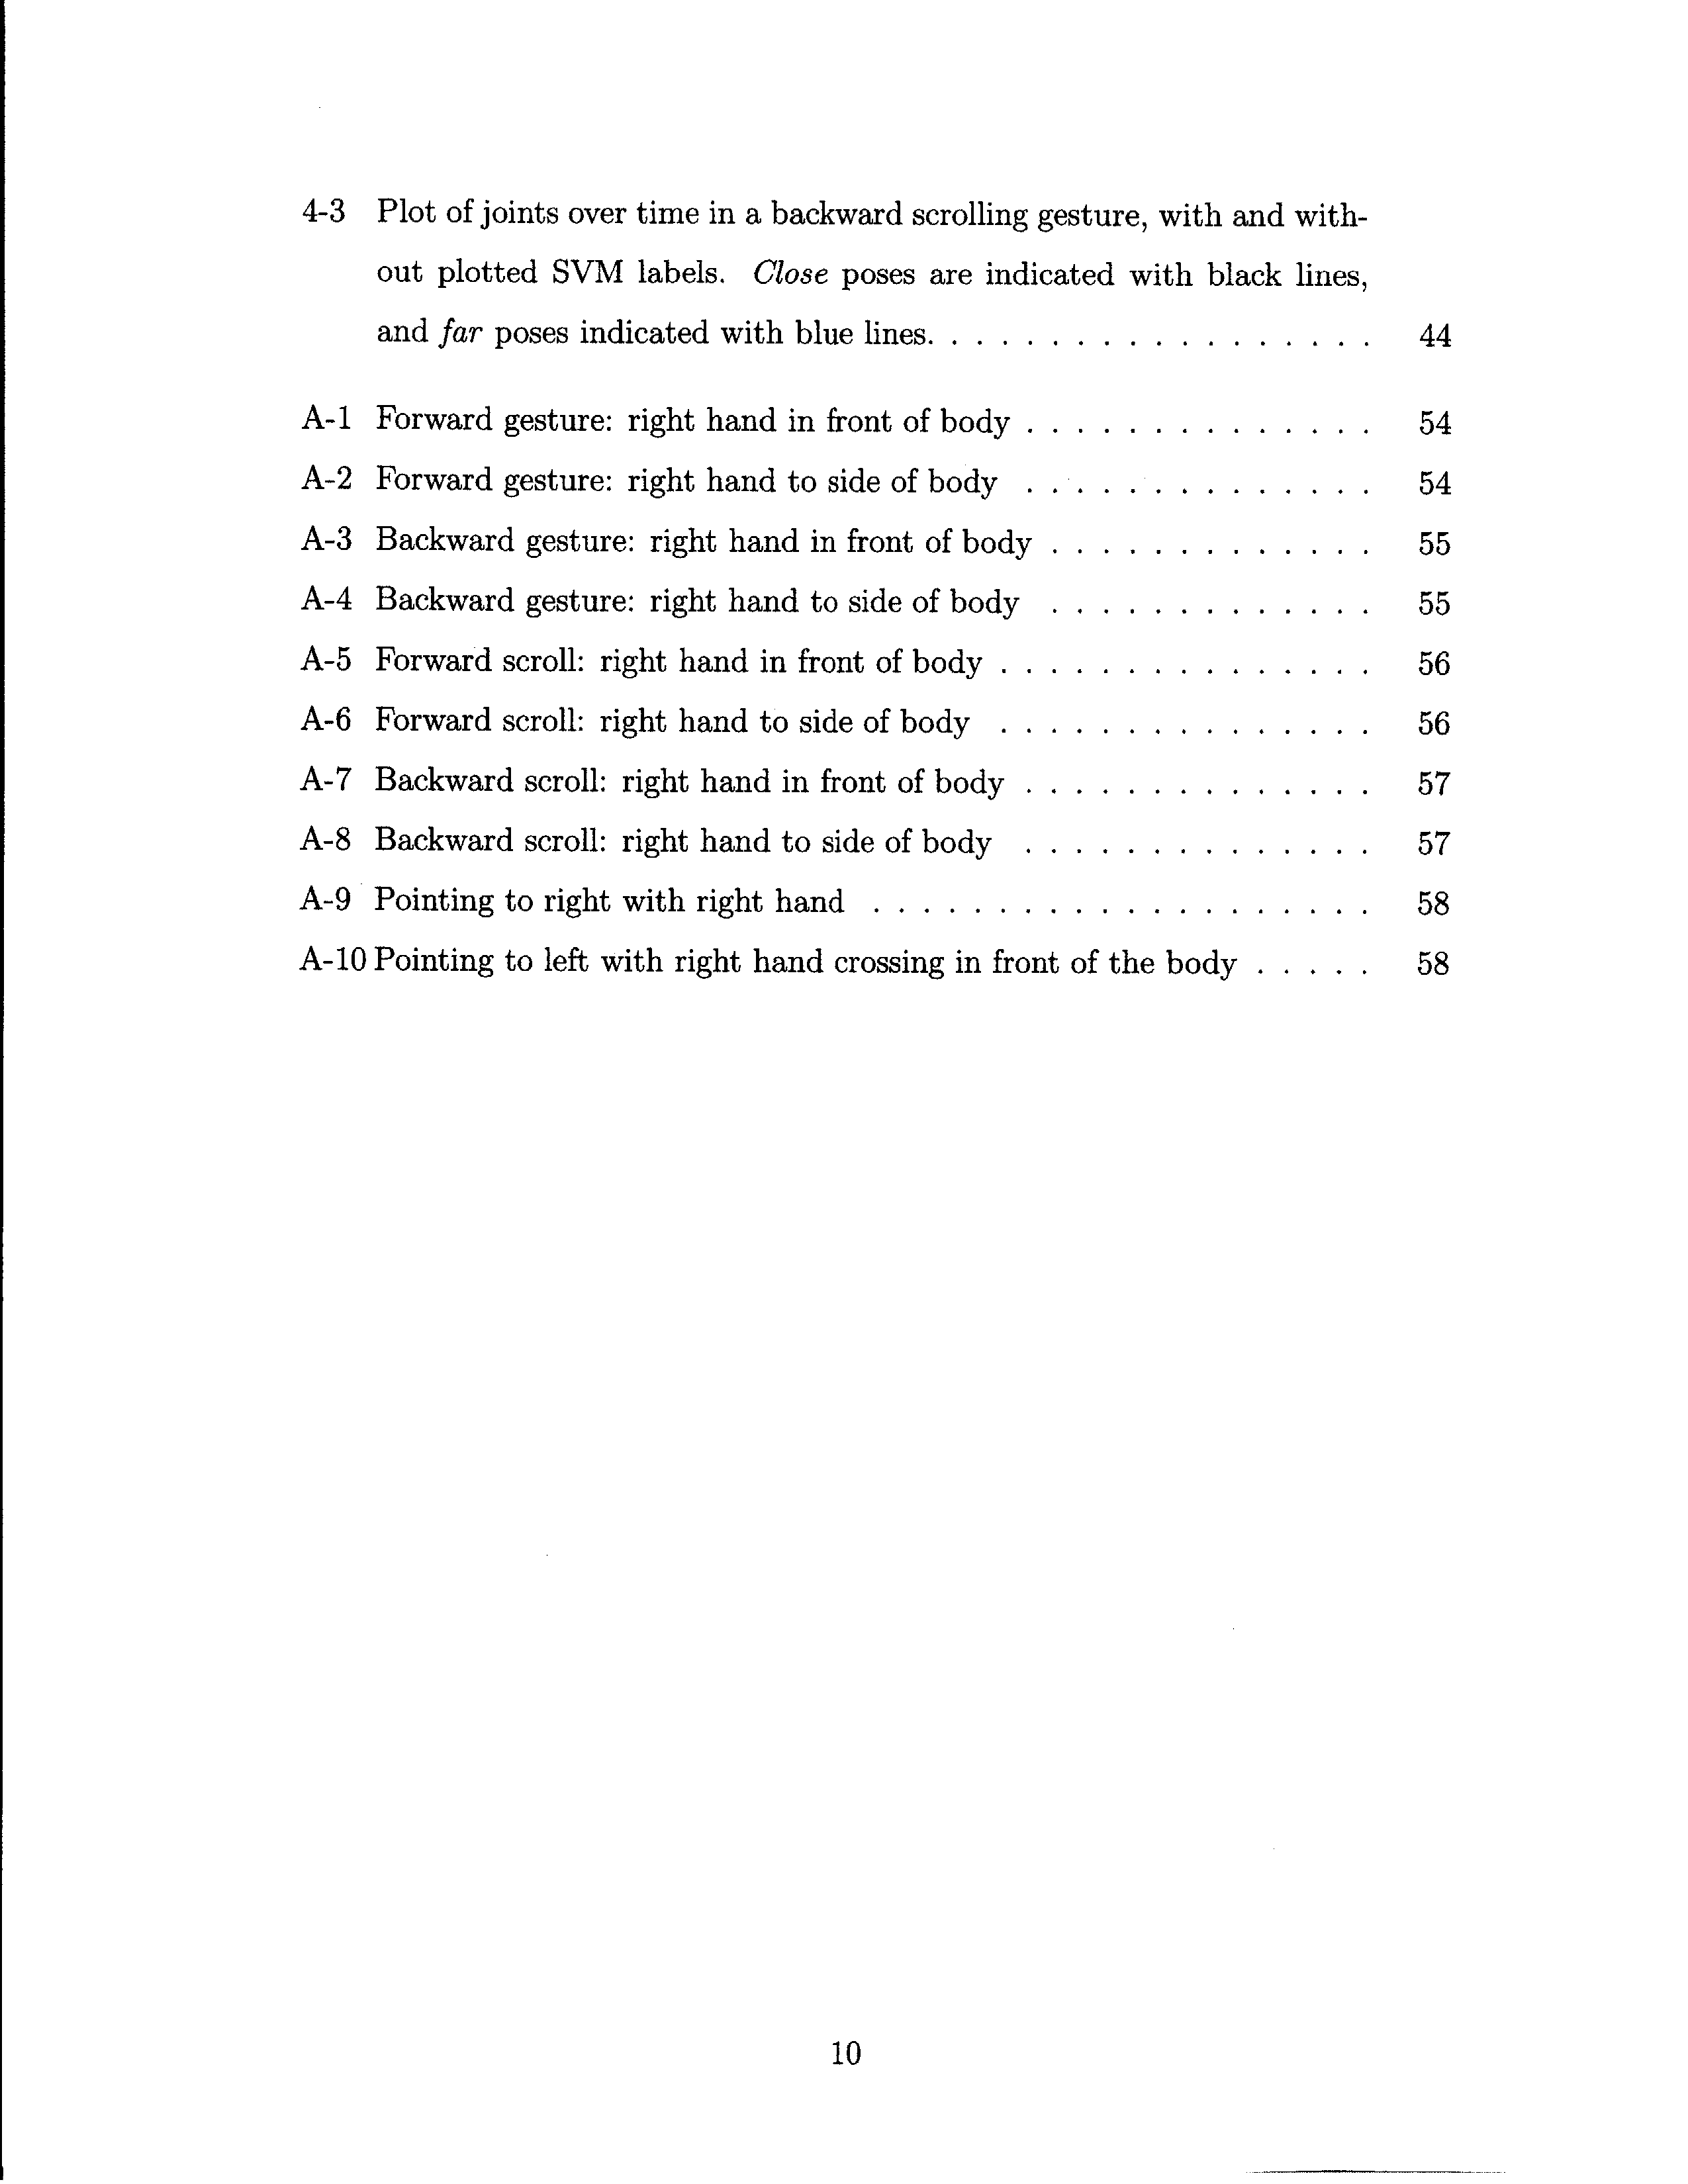 4-3 Plot of joints over time in a backward scrolling gesture, with and with-
out plotted SVM labels. Close poses are indicated with black lines,
and far poses indicated with blue lines. . . . . . . . . . . . . . . . . . 44
A-1 Forward gesture: right hand in front of body . . . . . . . . . . . . . . 54
A-2 Forward gesture: right hand to side of body . . . . . . . . . . . . . . 54
A-3 Backward gesture: right hand in front of body . . . . . . . . . . . . . 55
A-4 Backward gesture: right hand to side of body . . . . . . . . . . . . . 55
A-5 Forward scroll: right hand in front of body . . . . . . . . . . . . . . . 56
A-6 Forward scroll: right hand to side of body . . . . . . . . . . . . . . . 56
A-7 Backward scroll: right hand in front of body . . . . . . . . . . . . . . 57
A-8 Backward scroll: right hand to side of body . . . . . . . . . . . . . . 57
A-9 Pointing to right with right hand . . . . . . . . . . . . . . . . . . . . 58
A-10 Pointing to left with right hand crossing in front of the body . . . . . 58
10